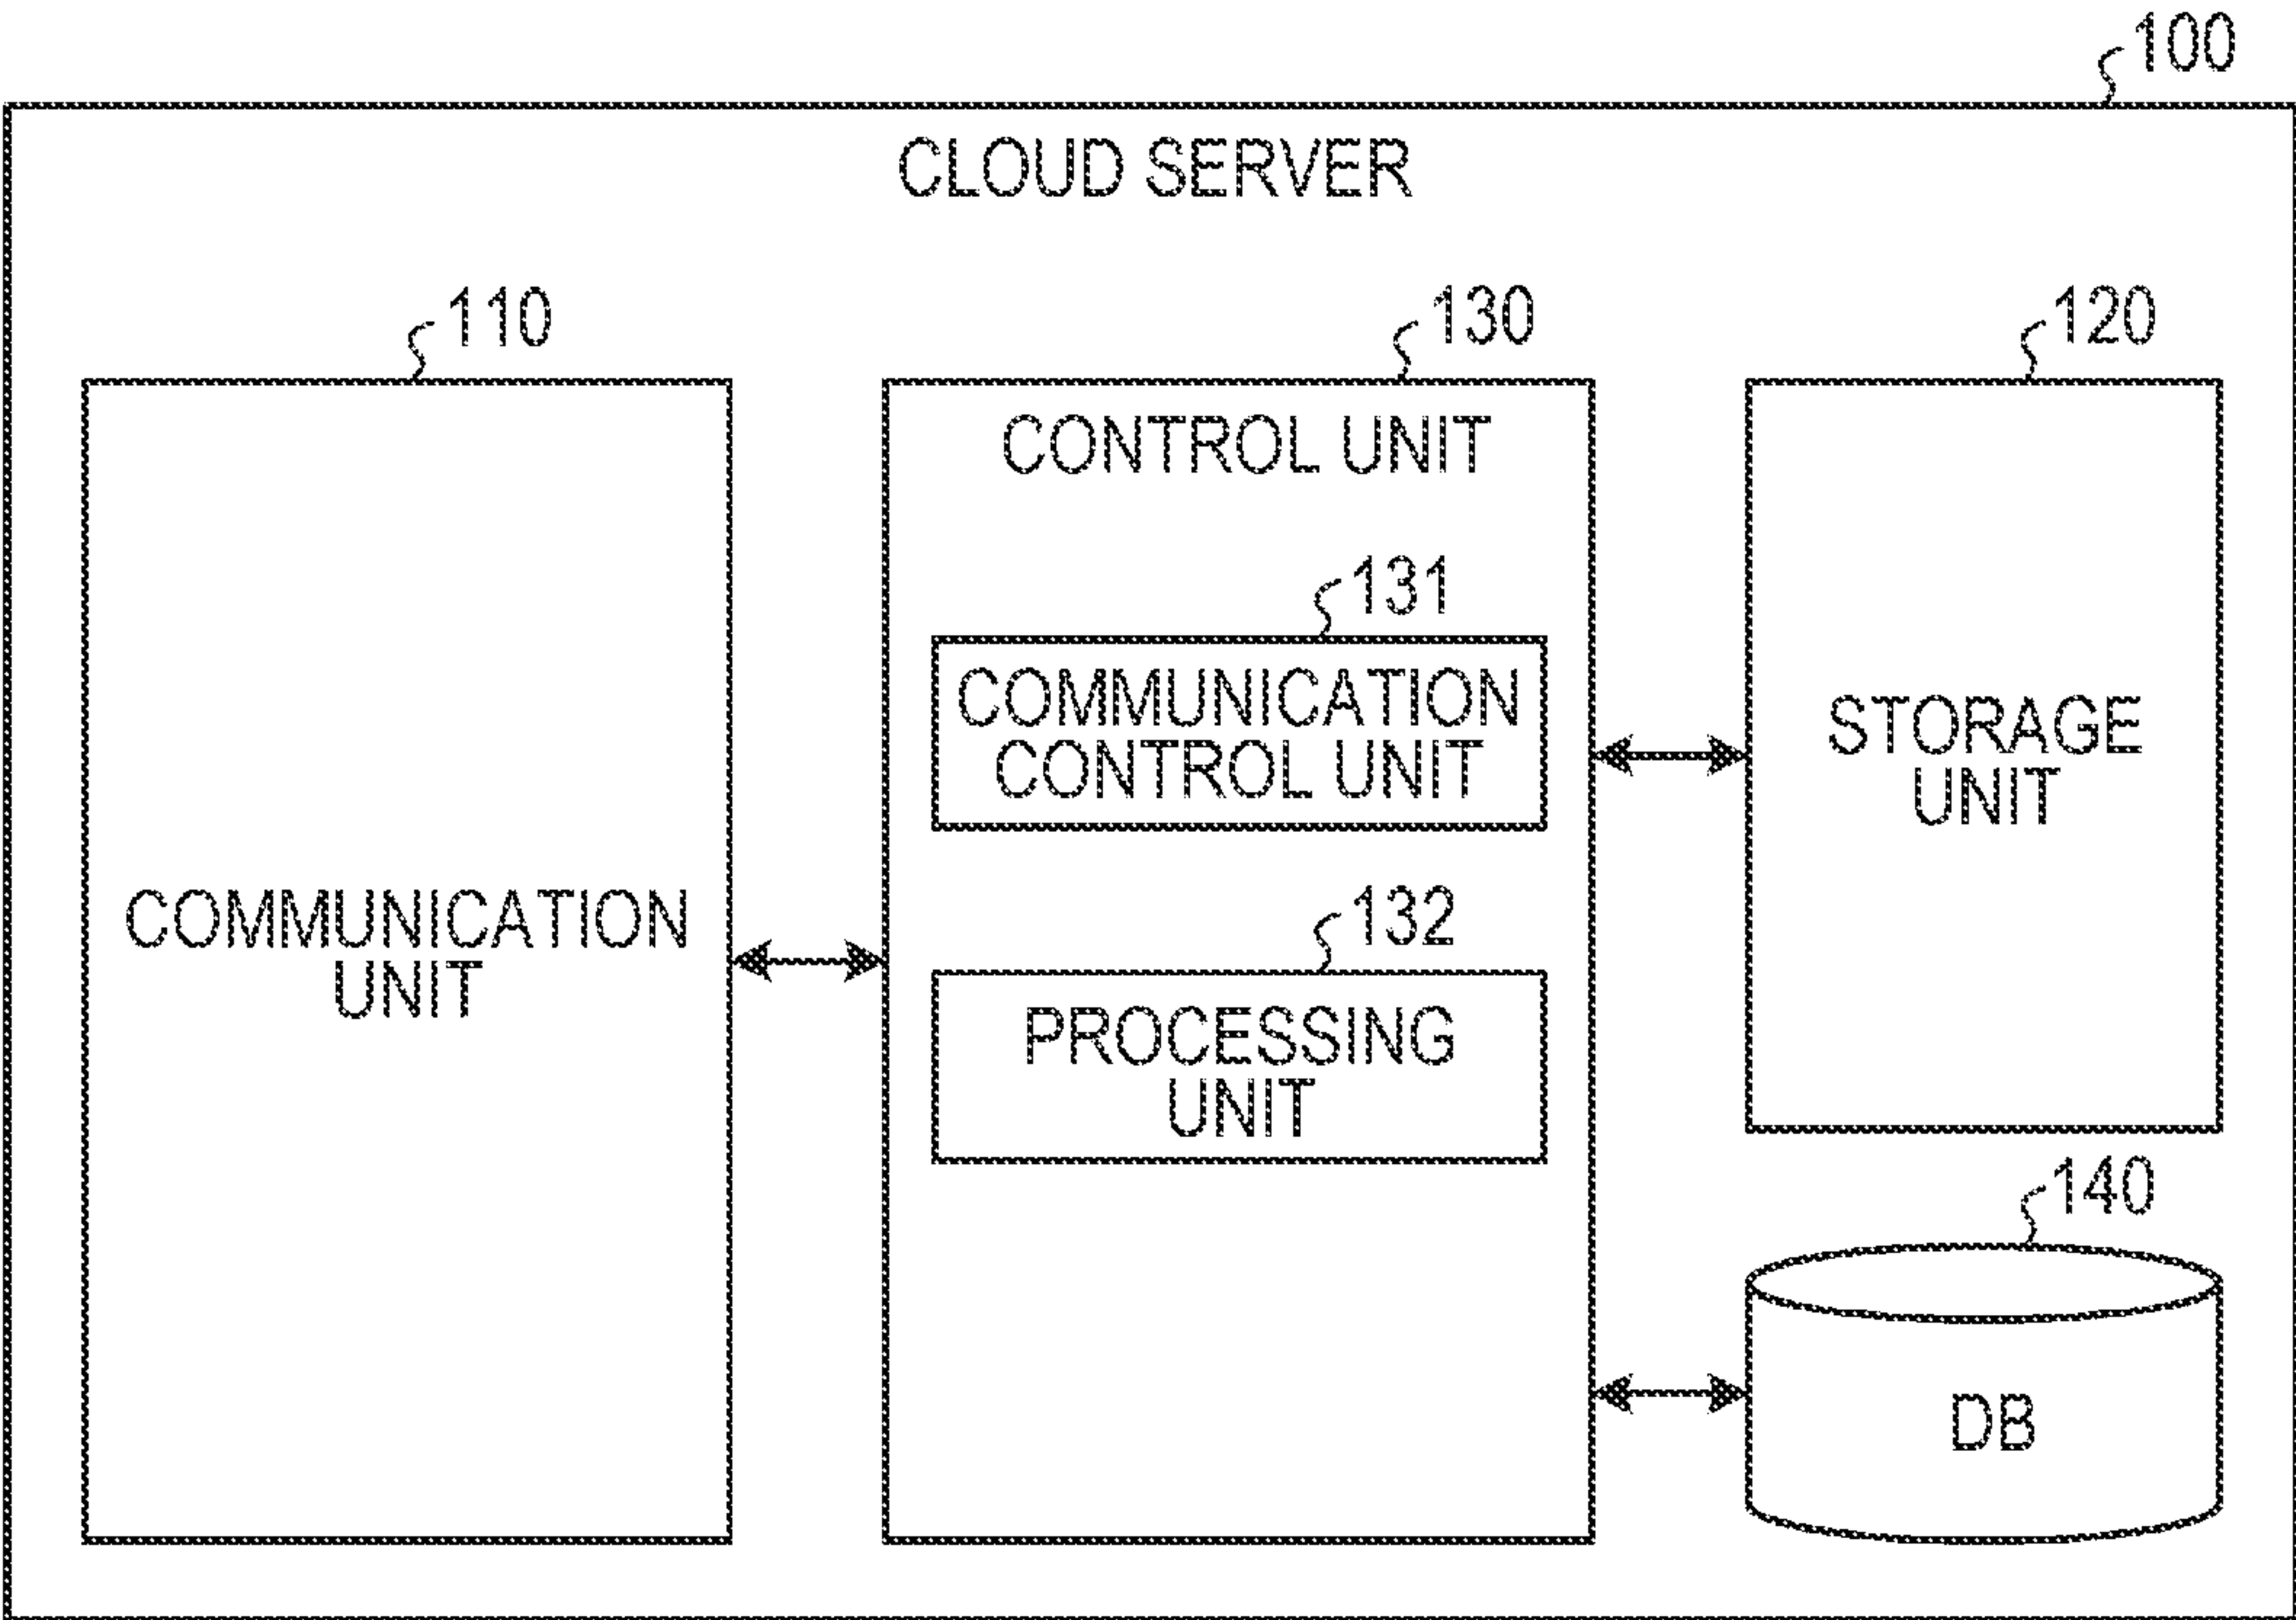 100
CLOUD SERVER
110
130
120
CONTROL UNIT
131
COMMUNICATION
CONTROL UNIT
STORAGE
UNIT
COMMUNICATION
UNIT
132
PROCESSING
UNIT
140
DB